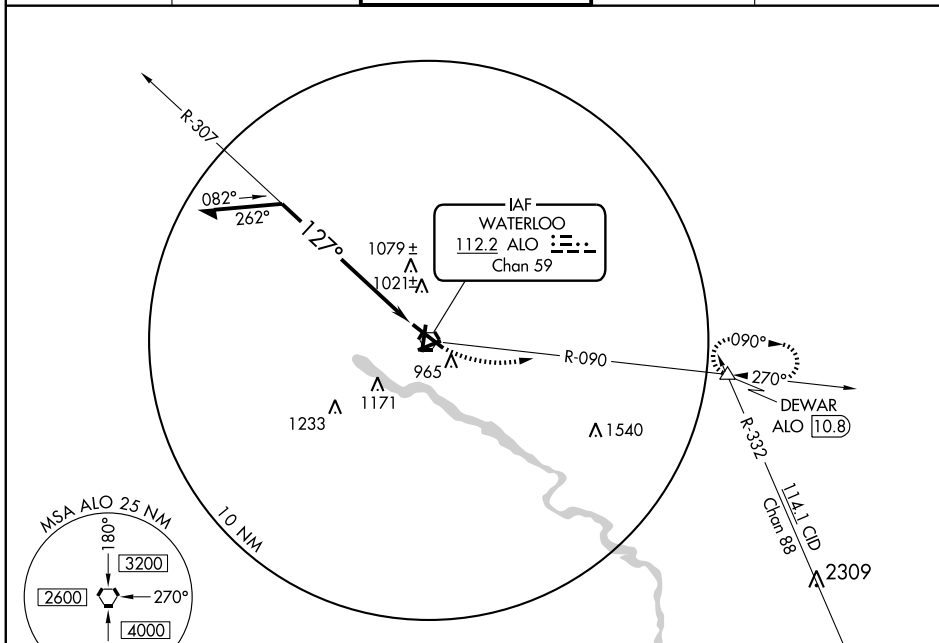 R-307
082°
262°
127°
IAF
WATERLOO
112.2 ALO
Chan 59
1079 ±
1021±
965
R-090
090°
270°
DEWAR
ALO 10.8
1171
1233
1540
R-332
114.1 CID
Chan 88
2309
10 NM
MSA ALO 25 NM
180°
3200
2600
270°
4000